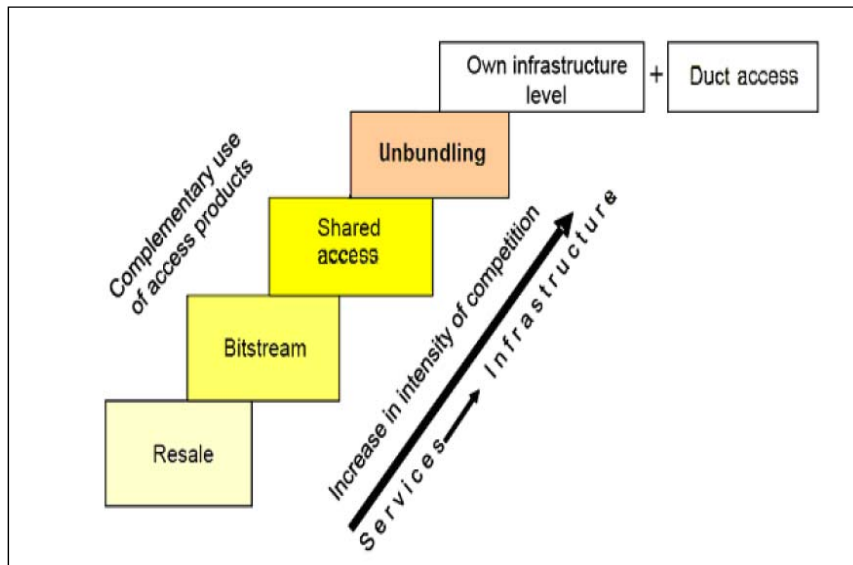 Own infrastructure
level
+
Duct access
Unbundling
Complementary use
of access products
Shared
access
Bitstream
Resale
Increase in intensity of competition
Services
Infrastructure